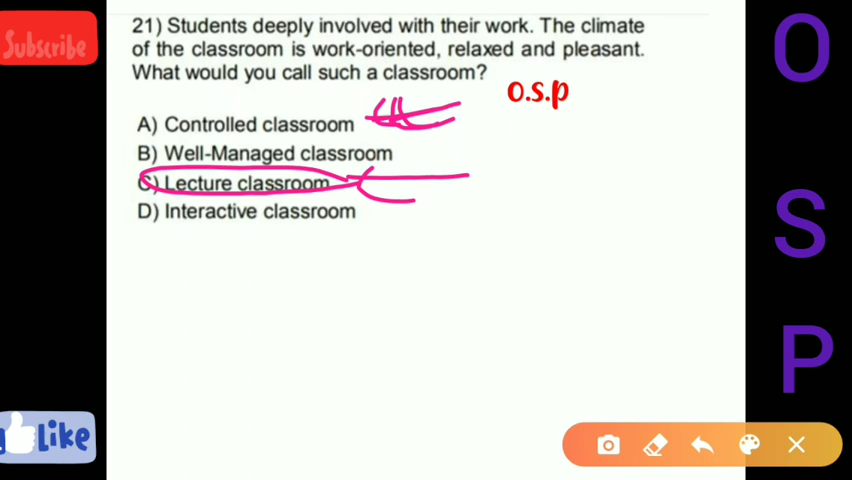 Subscribe
21) Students deeply involved with their work. The climate
of the classroom is work-oriented, relaxed and pleasant.
What would you call such a classroom?
O.S.P
A) Controlled classroom
B) Well-Managed classroom
C) Lecture classroom
D) Interactive classroom
O
S
P
Like